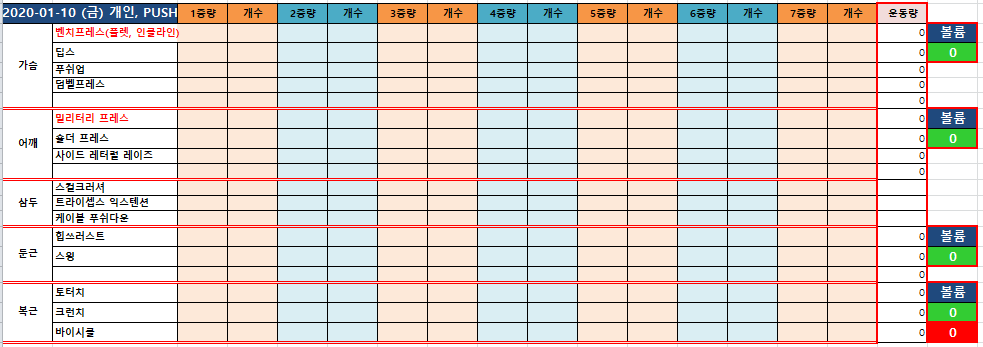 2020-01-10 (금) 개인, PUSH 1중량 개수 2중량 개수 3중량 개수 4중량 개수 5중량 개수 6중량 개수 7중량 개수 운동량
가슴 벤치프레스(플렛, 인클라인) 0 볼륨
딥스 0 0
푸쉬업 0
덤벨프레스 0
0
어깨 밀리터리 프레스 0 볼륨
숄더 프레스 0 0
사이드 레터럴 레이즈 0
0
삼두 스컬크러셔
트라이셉스 익스텐션
케이블 푸쉬다운
둔근 힙쓰러스트 0 볼륨
스윙 0 0
0
복근 토터치 0 볼륨
크런치 0 0
바이시클 0 0